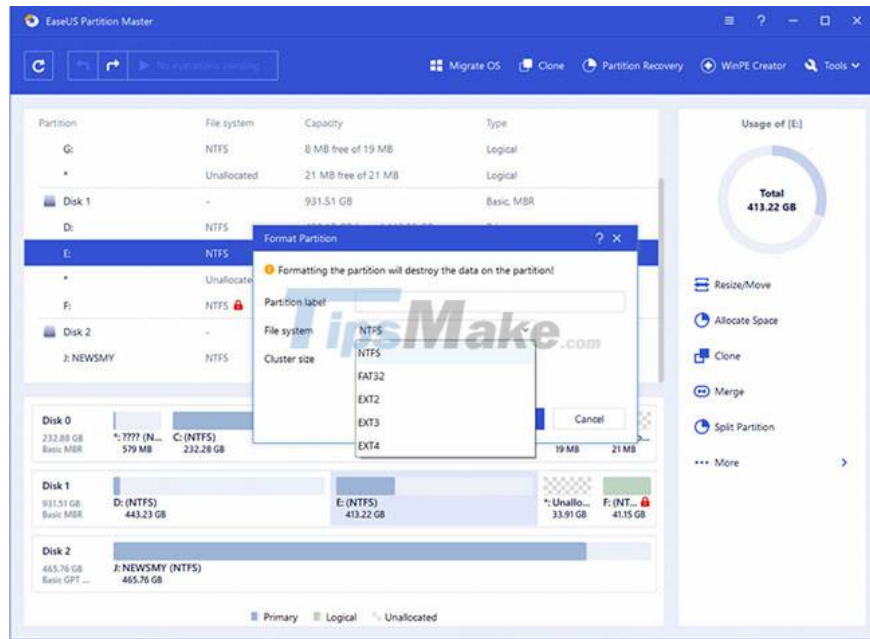 EaseUS Partition Master
Migrate OS Clone Partition Recovery WinPE Creator Tools
Partition File system Capacity Type
G: NTFS 8 MB free of 19 MB Logical
* Unallocated 21 MB free of 21 MB Logical
Disk 1 - 931.51 GB Basic, MBR
D: NTFS
E: NTFS
* Unallocate
F: NTFS
Disk 2 -
J: NEWSMY NTFS
Format Partition ? ×
Formatting the partition will destroy the data on the partition!
Partition label
File system NTFS
Cluster size
NTFS
FAT32
EXT2
EXT3
EXT4
Cancel
TipsMake.com
Usage of [E:]
Total
413.22 GB
Resize/Move
Allocate Space
Clone
Merge
Split Partition
More
Disk 0
232.88 GB
Basic MBR
*: ???? (N...
579 MB
C: (NTFS)
232.28 GB
19 MB
21 MB
Disk 1
931.51 GB
Basic MBR
D: (NTFS)
443.23 GB
E: (NTFS)
413.22 GB
*: Unallo...
33.91 GB
F: (NT...
41.15 GB
Disk 2
465.76 GB
Basic GPT ...
J: NEWSMY (NTFS)
465.76 GB
Primary Logical Unallocated